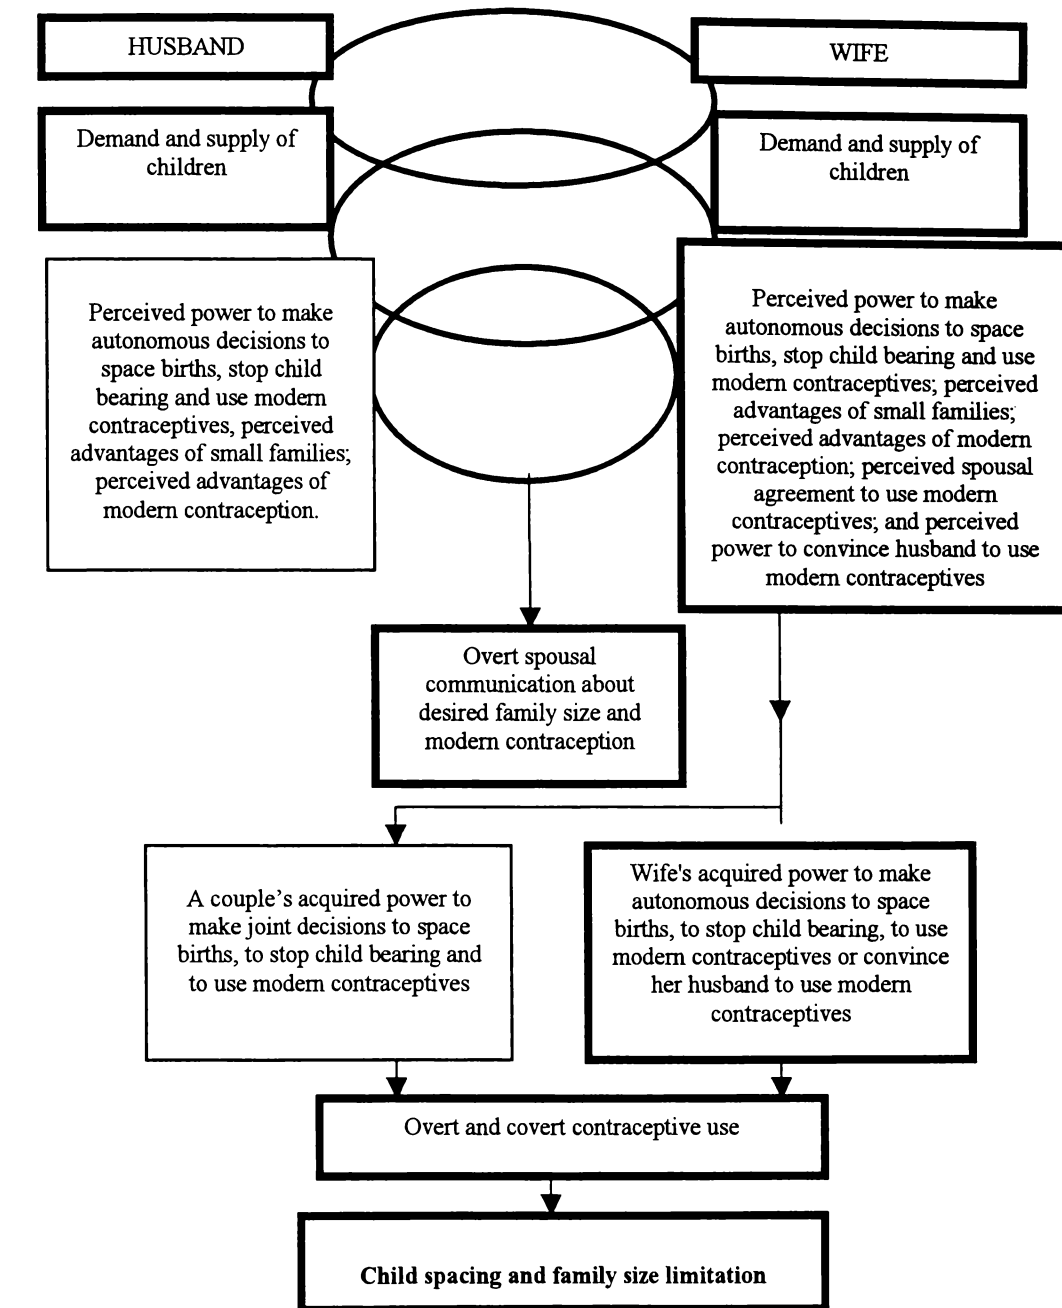 HUSBAND
WIFE
Demand and supply of
children
Demand and supply of
children
Perceived power to make
autonomous decisions to
space births, stop child
bearing and use modern
contraceptives, perceived
advantages of small families;
perceived advantages of
modern contraception.
Perceived power to make
autonomous decisions to space
births, stop child bearing and use
modern contraceptives; perceived
advantages of small families;
perceived advantages of modern
contraception; perceived spousal
agreement to use modern
contraceptives; and perceived
power to convince husband to use
modern contraceptives
Overt spousal
communication about
desired family size and
modern contraception
A couple's acquired power to
make joint decisions to space
births, to stop child bearing and
to use modern contraceptives
Wife's acquired power to make
autonomous decisions to space
births, to stop child bearing, to use
modern contraceptives or convince
her husband to use modern
contraceptives
Overt and covert contraceptive use
Child spacing and family size limitation